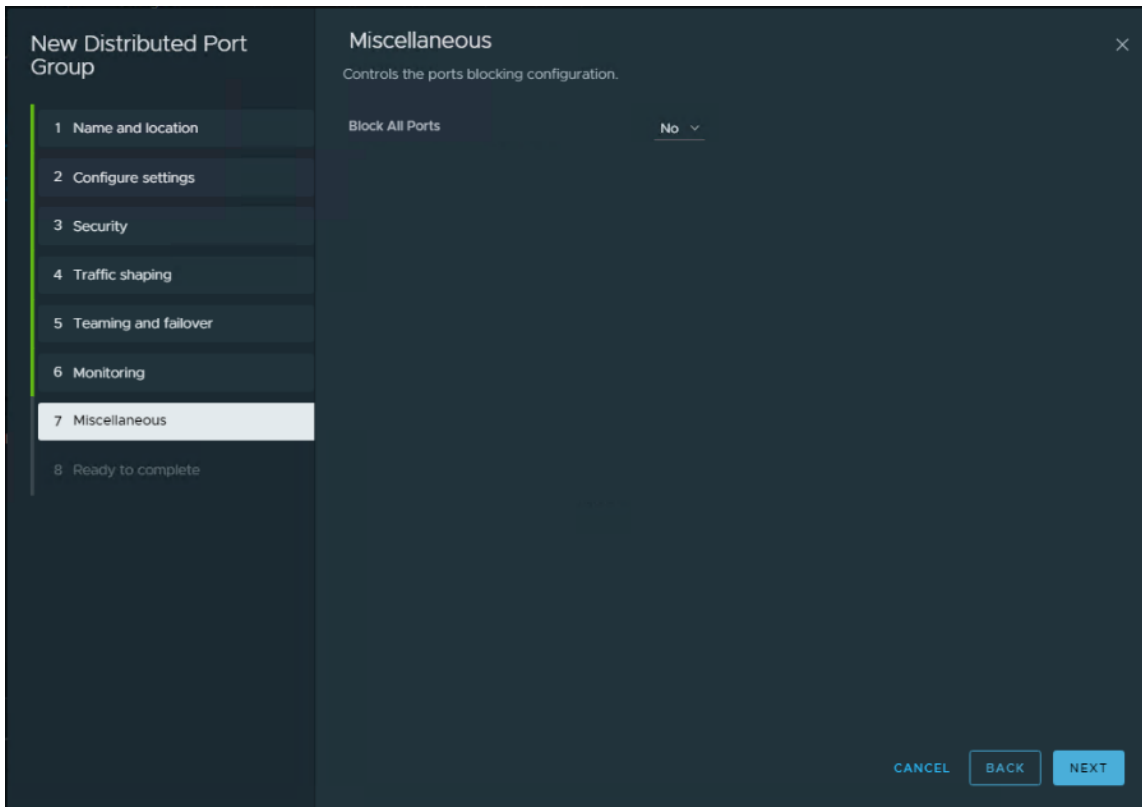 New Distributed Port
Group
1 Name and location
2 Configure settings
3 Security
4 Traffic shaping
5 Teaming and failover
6 Monitoring
7 Miscellaneous
8 Ready to complete
Miscellaneous
Controls the ports blocking configuration.
Block All Ports No
CANCEL BACK NEXT